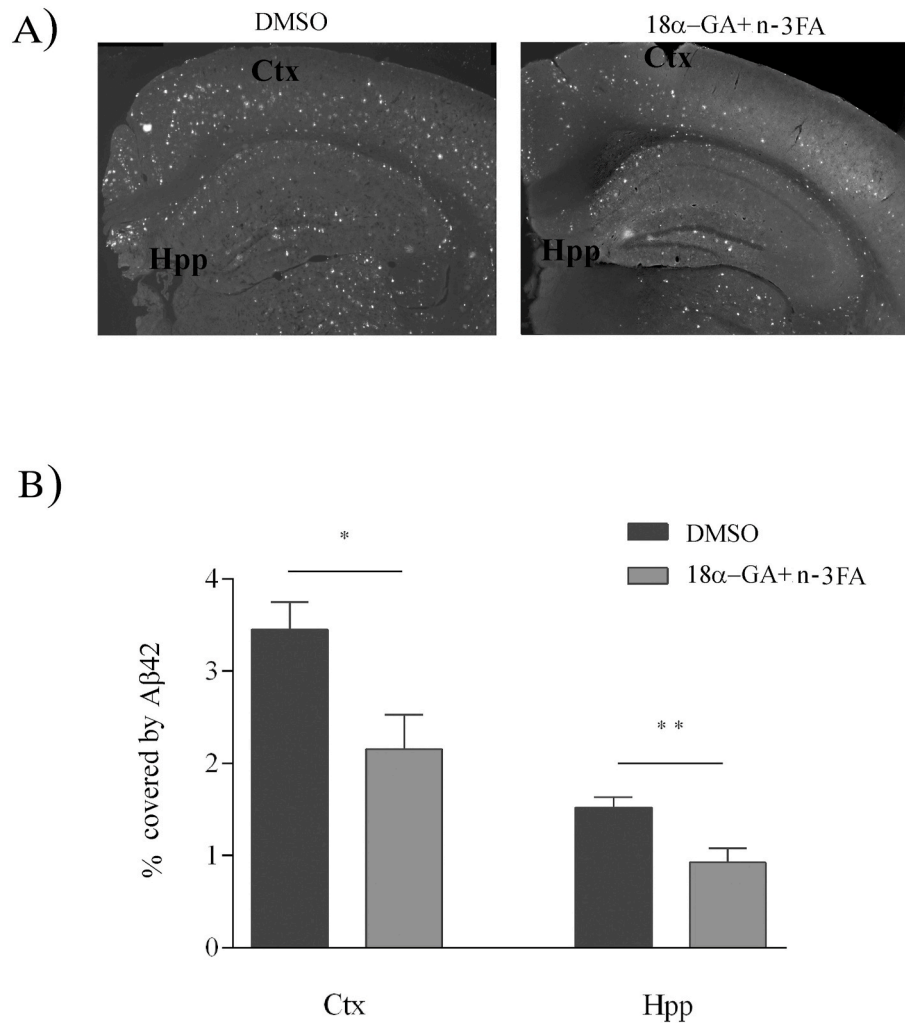 A)
DMSO
18α–GA+n-3FA
Ctx
Hpp
Ctx
Hpp
B)
DMSO
18α–GA+n-3FA
*
**
% covered by Aβ42
4
3
2
1
0
Ctx
Hpp